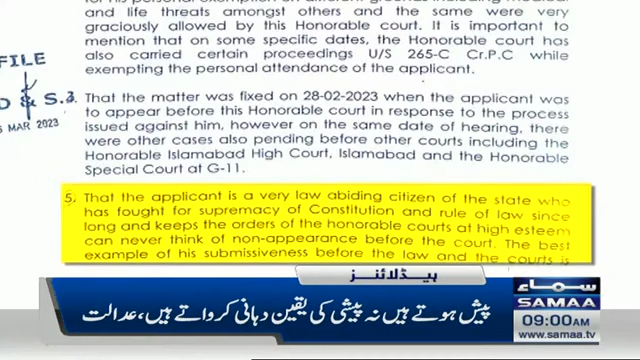 for his personal exemption on different grounds including medical
and life threats amongst others and the same were very
graciously allowed by this Honorable court. It is important to
mention that on some specific dates, the Honorable court has
also carried certain proceedings U/S 265-C Cr.P.C while
exempting the personal attendance of the applicant.
FILE
D & S.J
MAR 2023
That the matter was fixed on 28-02-2023 when the applicant was
to appear before this Honorable court in response to the process
issued against him, however on the same date of hearing, there
were other cases also pending before other courts including the
Honorable Islamabad High Court, Islamabad and the Honorable
Special Court at G-11.
5. That the applicant is a very law abiding citizen of the state who
has fought for supremacy of Constitution and rule of law since
long and keeps the orders of the honorable courts at high esteem
can never think of non-appearance before the court. The best
example of his submissiveness before the law and the courts is
ہیڈلائنز
پیش ہوتے ہیں نہ پیشی کی یقین دہانی کرواتے ہیں، عدالت
سماء
SAMAA
09:00AM
www.samaa.tv